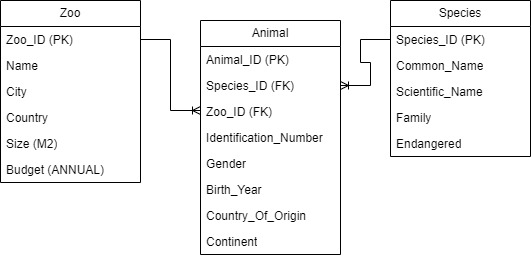 Zoo
Zoo_ID (PK)
Name
City
Country
Size (M2)
Budget (ANNUAL)
Animal
Animal_ID (PK)
Species_ID (FK)
Zoo_ID (FK)
Identification_Number
Gender
Birth_Year
Country_Of_Origin
Continent
Species
Species_ID (PK)
Common_Name
Scientific_Name
Family
Endangered